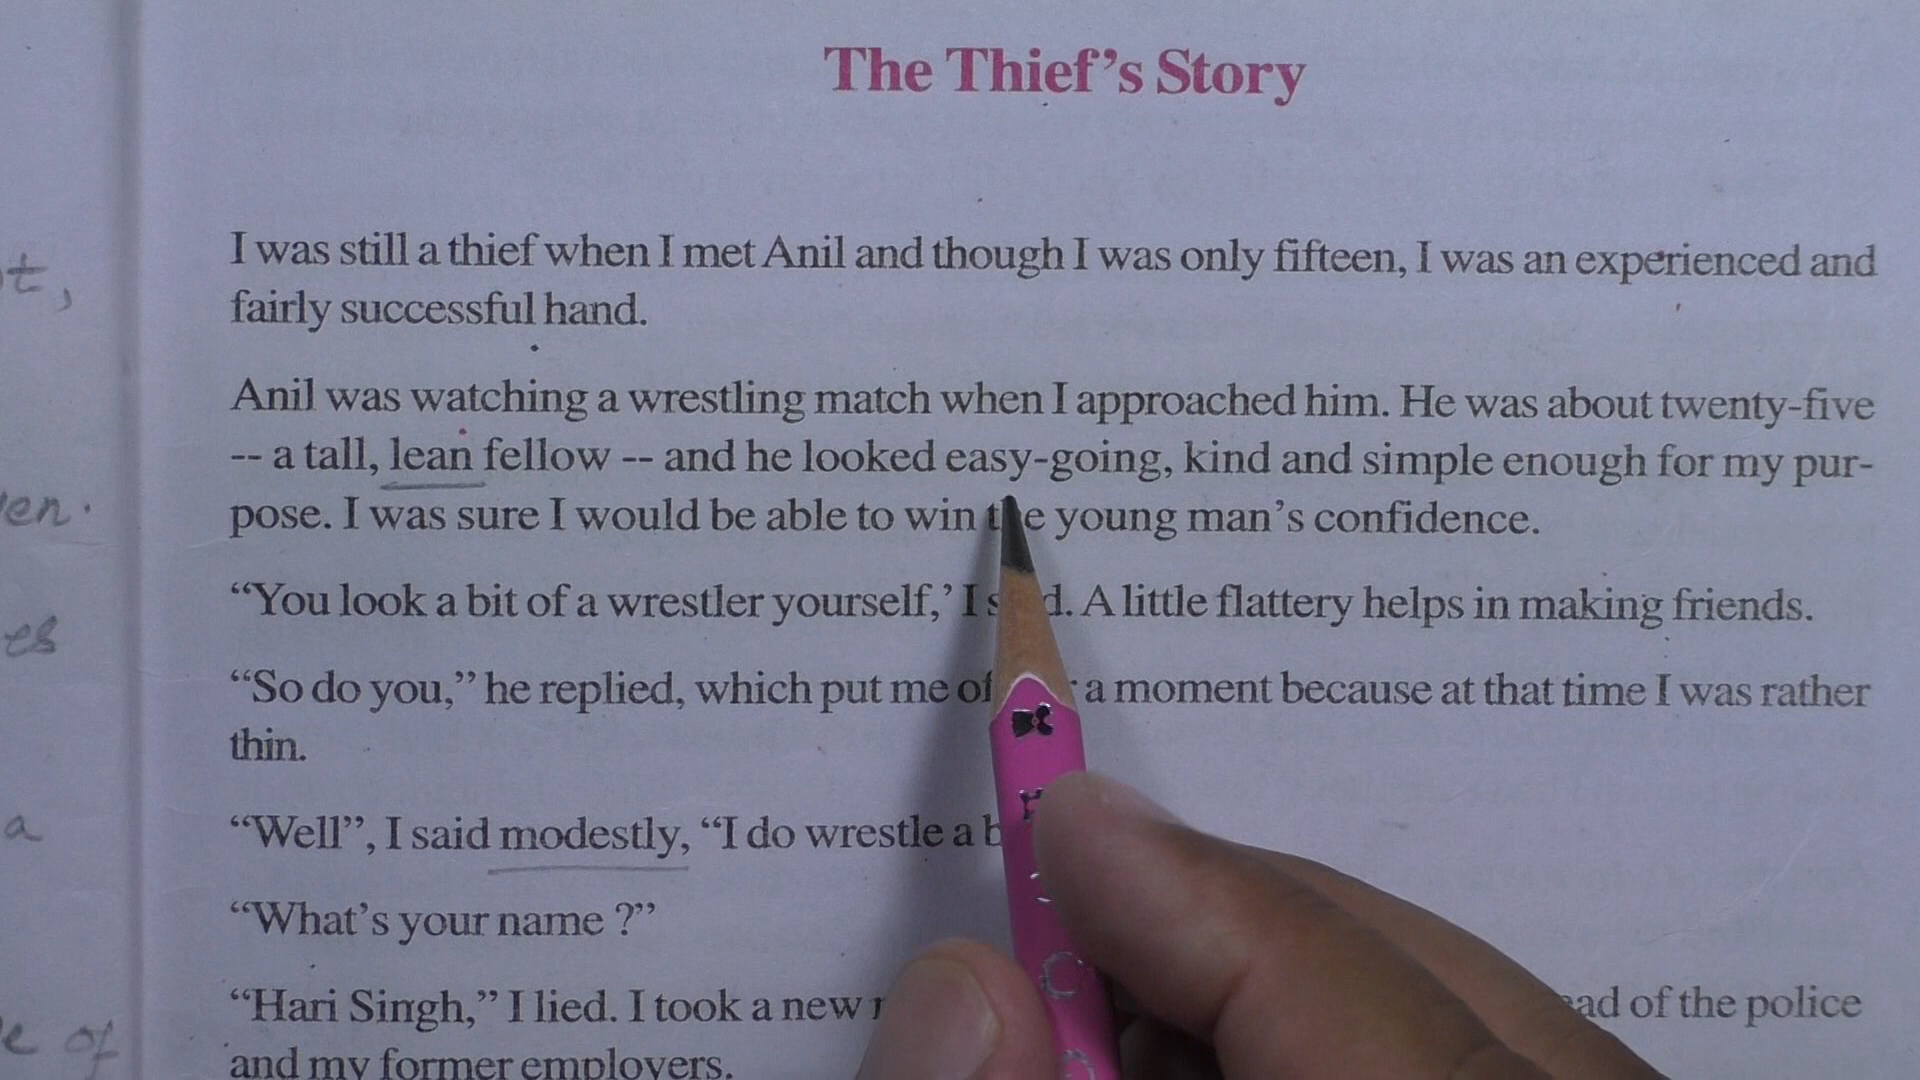 The Thief's Story
I was still a thief when I met Anil and though I was only fifteen, I was an experienced and
fairly successful hand.
Anil was watching a wrestling match when I approached him. He was about twenty-five
-- a tall, lean fellow -- and he looked easy-going, kind and simple enough for my pur-
pose. I was sure I would be able to win the young man's confidence.
“You look a bit of a wrestler yourself,’ I said. A little flattery helps in making friends.
“So do you,” he replied, which put me a moment because at that time I was rather
thin.
“Well”, I said modestly, “I do wrestle a
“What's your name ?”
“Hari Singh,” I lied. I took a new of the police
and my former employers.
a
of